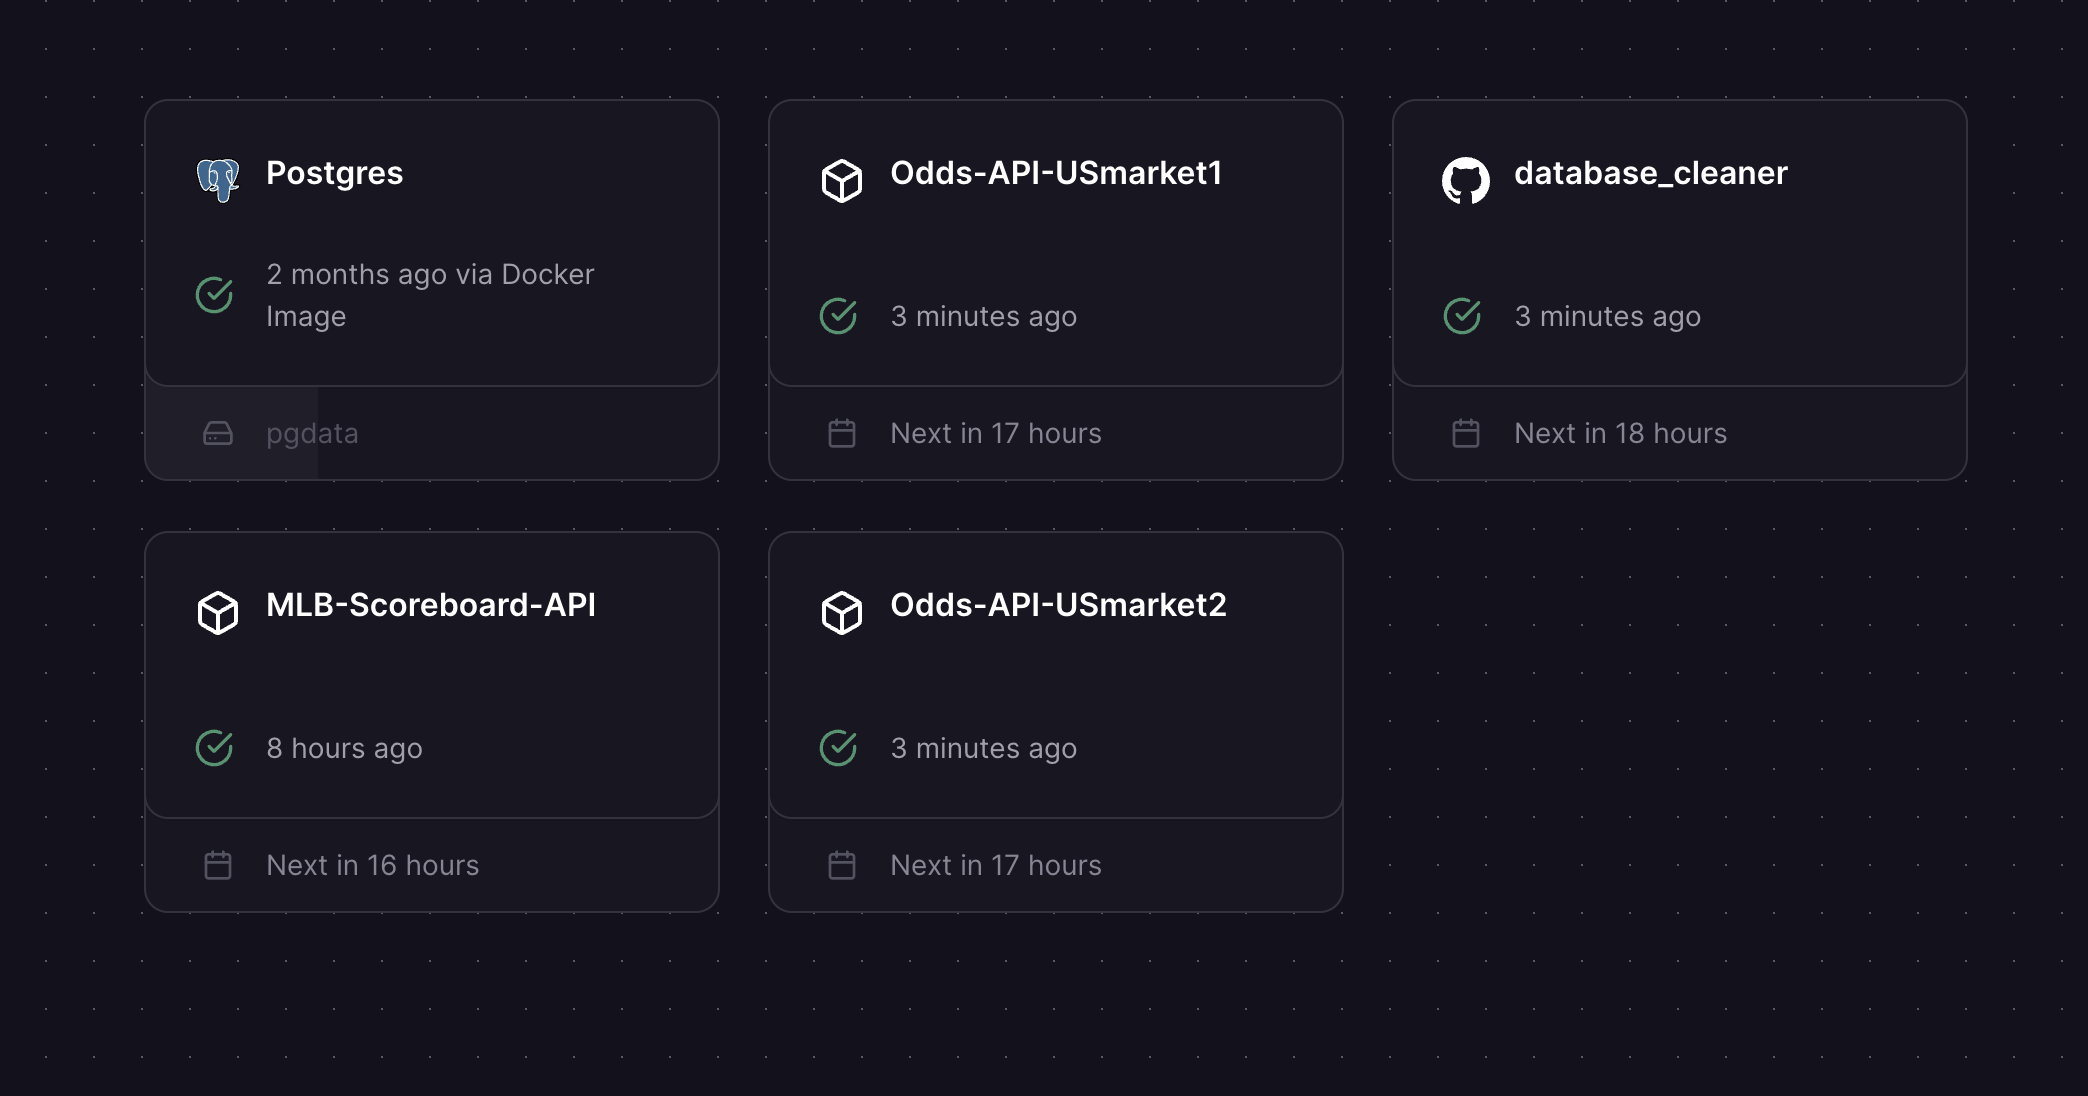 Postgres
2 months ago via Docker
Image
pgdata
Odds-API-USmarket1
3 minutes ago
Next in 17 hours
database_cleaner
3 minutes ago
Next in 18 hours
MLB-Scoreboard-API
8 hours ago
Next in 16 hours
Odds-API-USmarket2
3 minutes ago
Next in 17 hours